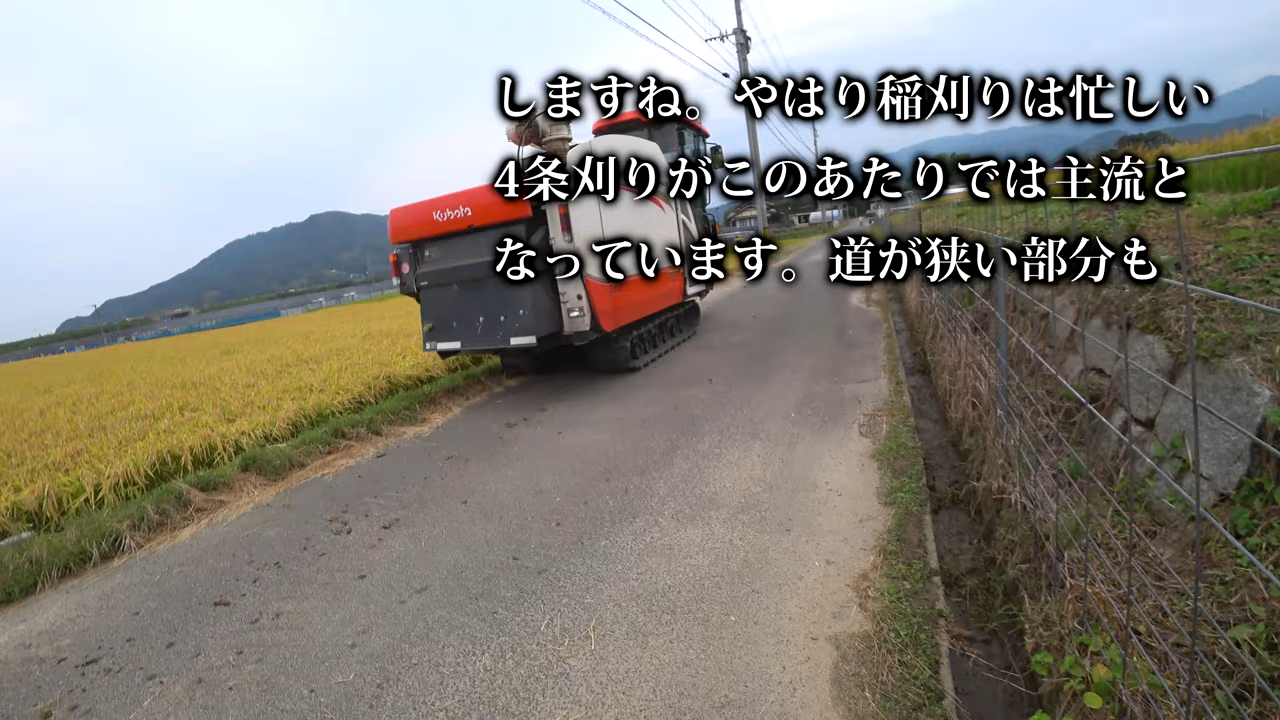 しますね。やはり稲刈りは忙しい
4条刈りがこのあたりでは主流と
なっています。道が狭い部分も
Kubota